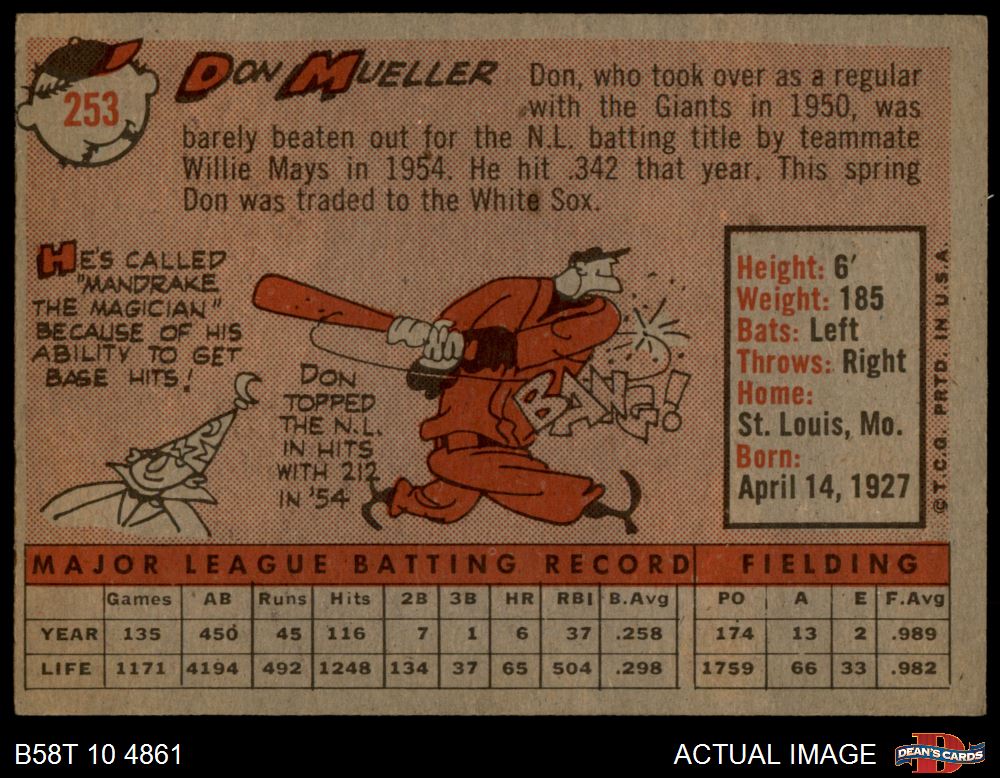 253
DON MUELLER
Don, who took over as a regular
with the Giants in 1950, was
barely beaten out for the N.L. batting title by teammate
Willie Mays in 1954. He hit .342 that year. This spring
Don was traded to the White Sox.
HE'S CALLED
"MANDRAKE
THE MAGICIAN"
BECAUSE OF HIS
ABILITY TO GET
BASE HITS!
DON
TOPPED
THE N.L.
IN HITS
WITH 212
IN '54
BANG!
Height: 6'
Weight: 185
Bats: Left
Throws: Right
Home:
St. Louis, Mo.
Born:
April 14, 1927
© T.C.G. PRTD. IN U.S.A.
MAJOR LEAGUE BATTING RECORD FIELDING
Games AB Runs Hits 2B 3B HR RBI B.Avg PO A E F.Avg
YEAR 135 450 45 116 7 1 6 37 .258 174 13 2 .989
LIFE 1171 4194 492 1248 134 37 65 504 .298 1759 66 33 .982
B58T 10 4861
ACTUAL IMAGE
DEAN'S CARDS